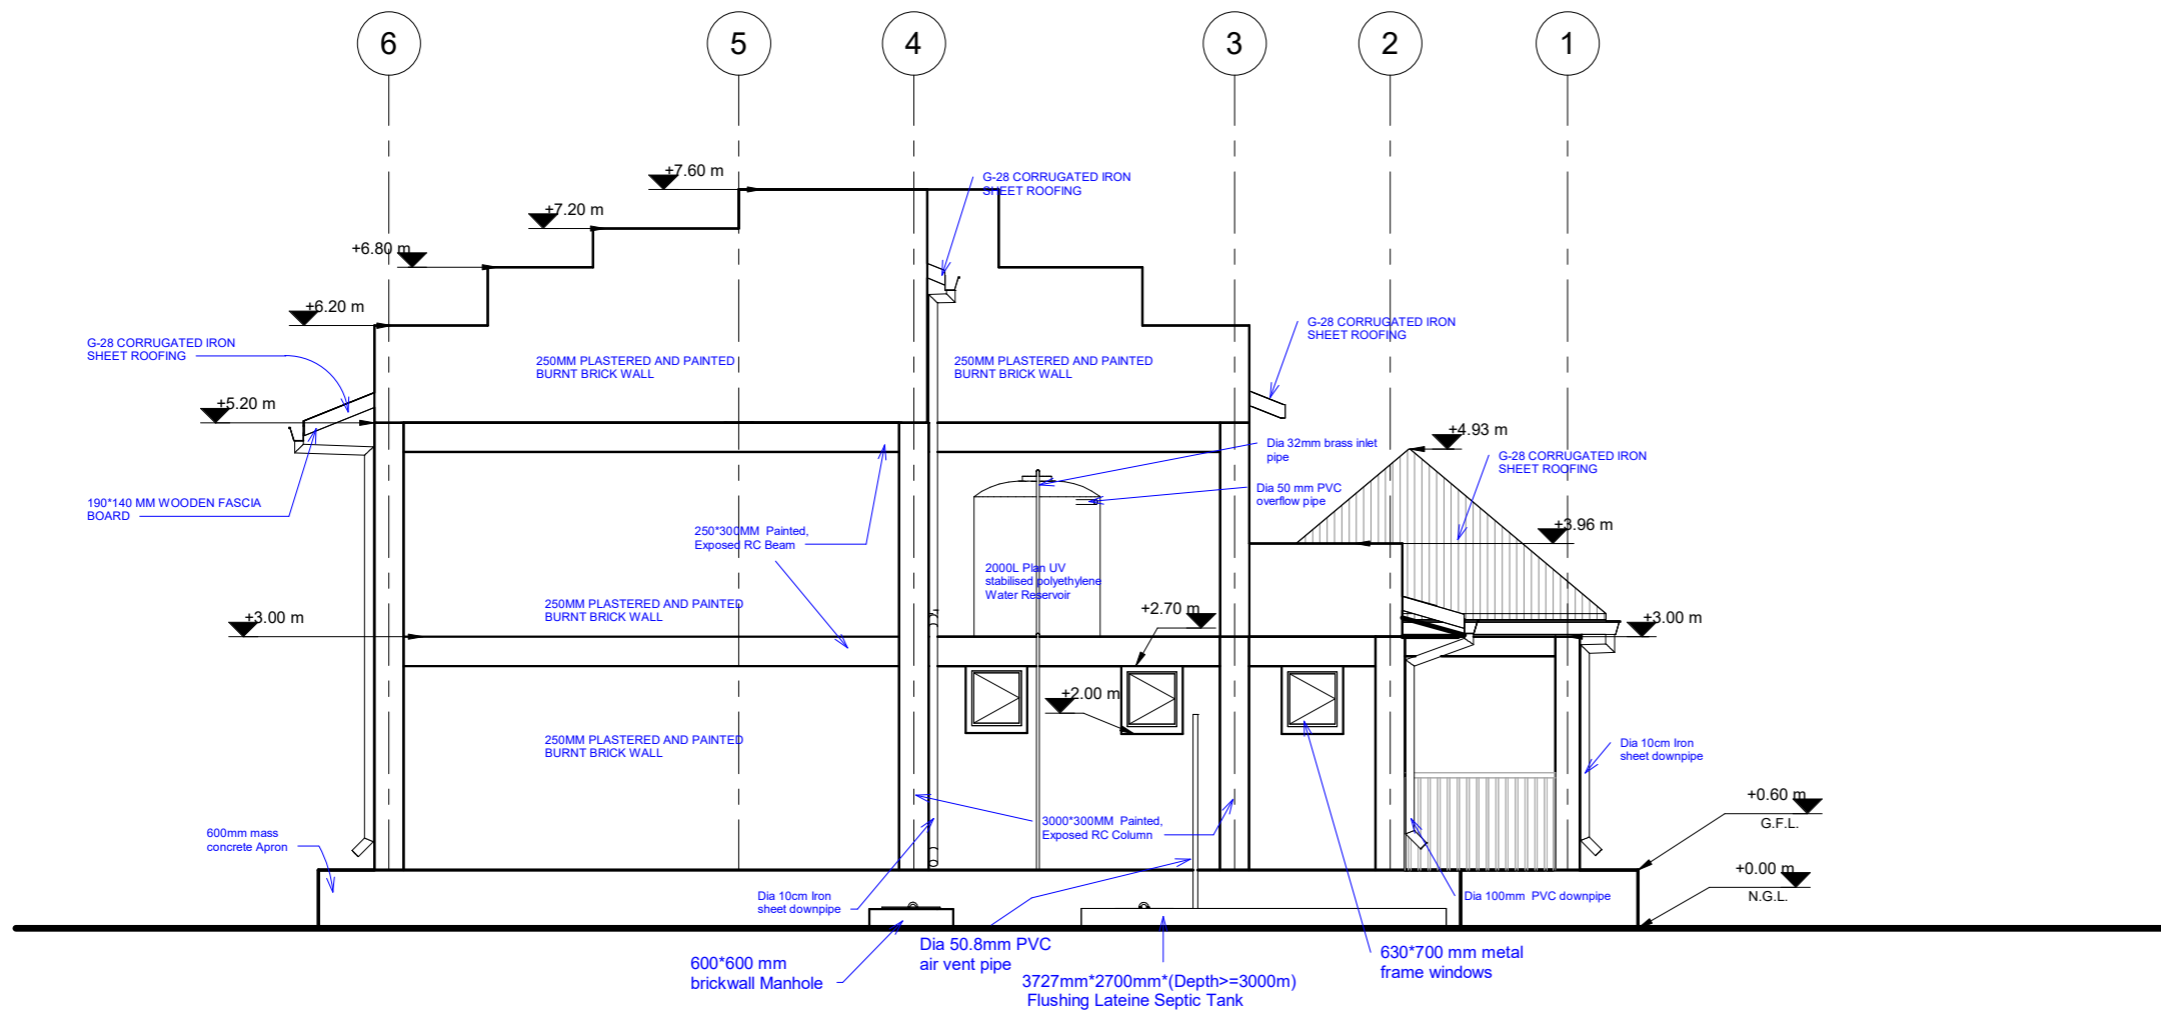 6
5
4
3
2
1
+7.60 m
G-28 CORRUGATED IRON
SHEET ROOFING
+7.20 m
+6.80 m
+6.20 m
G-28 CORRUGATED IRON
SHEET ROOFING
G-28 CORRUGATED IRON
SHEET ROOFING
250MM PLASTERED AND PAINTED
BURNT BRICK WALL
250MM PLASTERED AND PAINTED
BURNT BRICK WALL
+5.20 m
+4.93 m
Dia 32mm brass inlet
pipe
G-28 CORRUGATED IRON
SHEET ROOFING
Dia 50 mm PVC
overflow pipe
190*140 MM WOODEN FASCIA
BOARD
250*300MM  Painted,
Exposed RC Beam
+3.96 m
2000L Plan UV
stabilised polyethylene
Water Reservoir
250MM PLASTERED AND PAINTED
BURNT BRICK WALL
+3.00 m
+2.70 m
+3.00 m
+2.00 m
250MM PLASTERED AND PAINTED
BURNT BRICK WALL
Dia 10cm Iron
sheet downpipe
+0.60 m
G.F.L.
3000*300MM  Painted,
Exposed RC Column
600mm mass
concrete Apron
+0.00 m
N.G.L.
Dia 10cm Iron
sheet downpipe
Dia 100mm  PVC downpipe
Dia 50.8mm PVC
air vent pipe
630*700 mm metal
frame windows
600*600 mm
brickwall Manhole
3727mm*2700mm*(Depth>=3000m)
Flushing Lateine Septic Tank